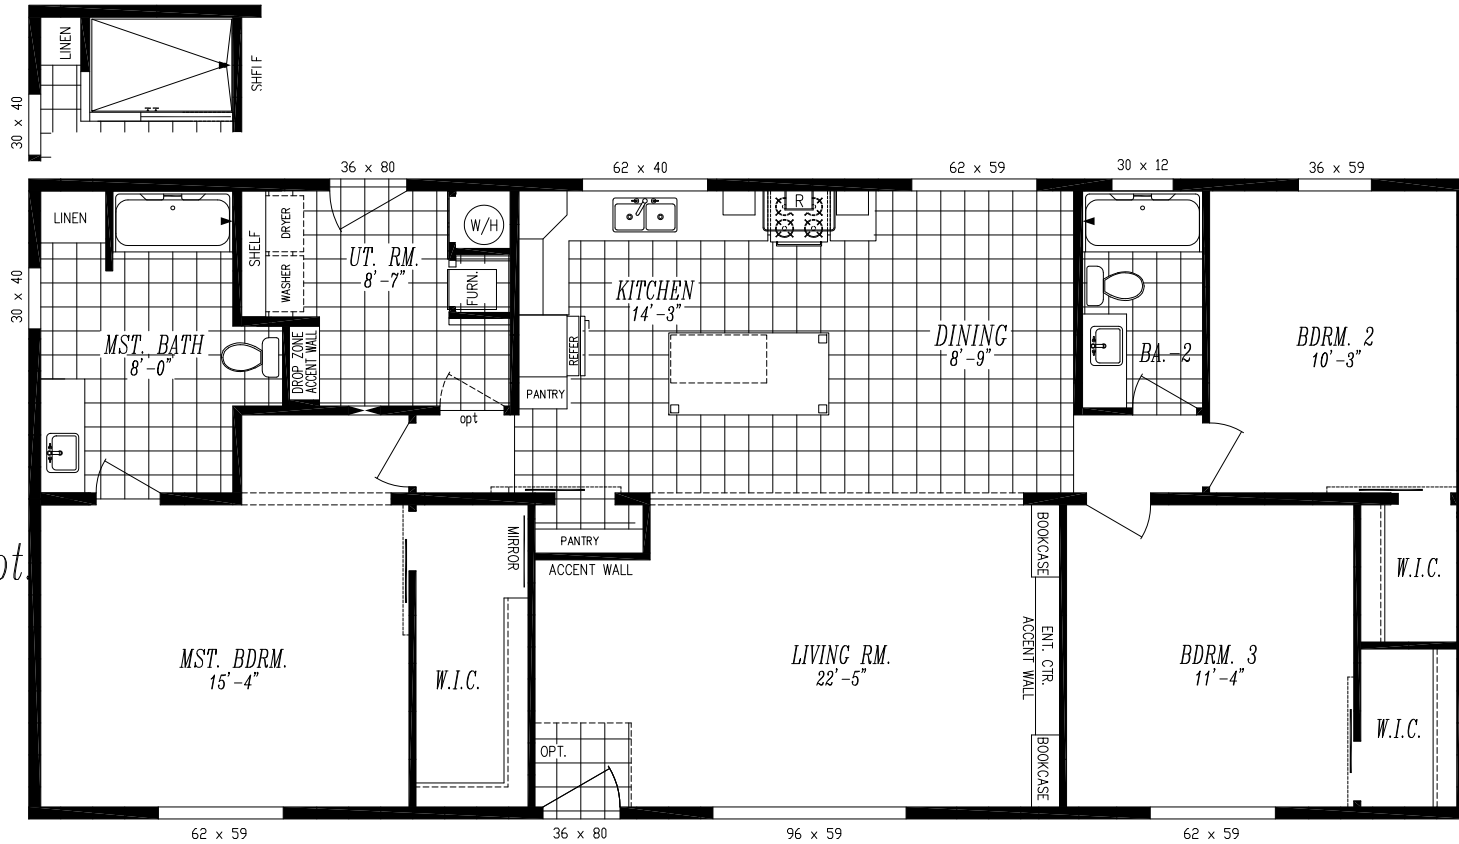 LINEN
SHELF
30 x 40
36 x 80
62 x 40
62 x 59
30 x 12
36 x 59
LINEN
SHELF
DRYER
WASHER
UT. RM.
8'-7"
W/H
FURN.
R
30 x 40
KITCHEN
14'-3"
DINING
8'-9"
BDRM. 2
10'-3"
MST. BATH
8'-0"
DROP ZONE
ACCENT WALL
REFER
BA.-2
PANTRY
opt
ot.
MIRROR
PANTRY
ACCENT WALL
BOOKCASE
W.I.C.
MST. BDRM.
15'-4"
W.I.C.
LIVING RM.
22'-5"
ENT. CTR.
ACCENT WALL
BDRM. 3
11'-4"
W.I.C.
OPT.
BOOKCASE
62 x 59
36 x 80
96 x 59
62 x 59